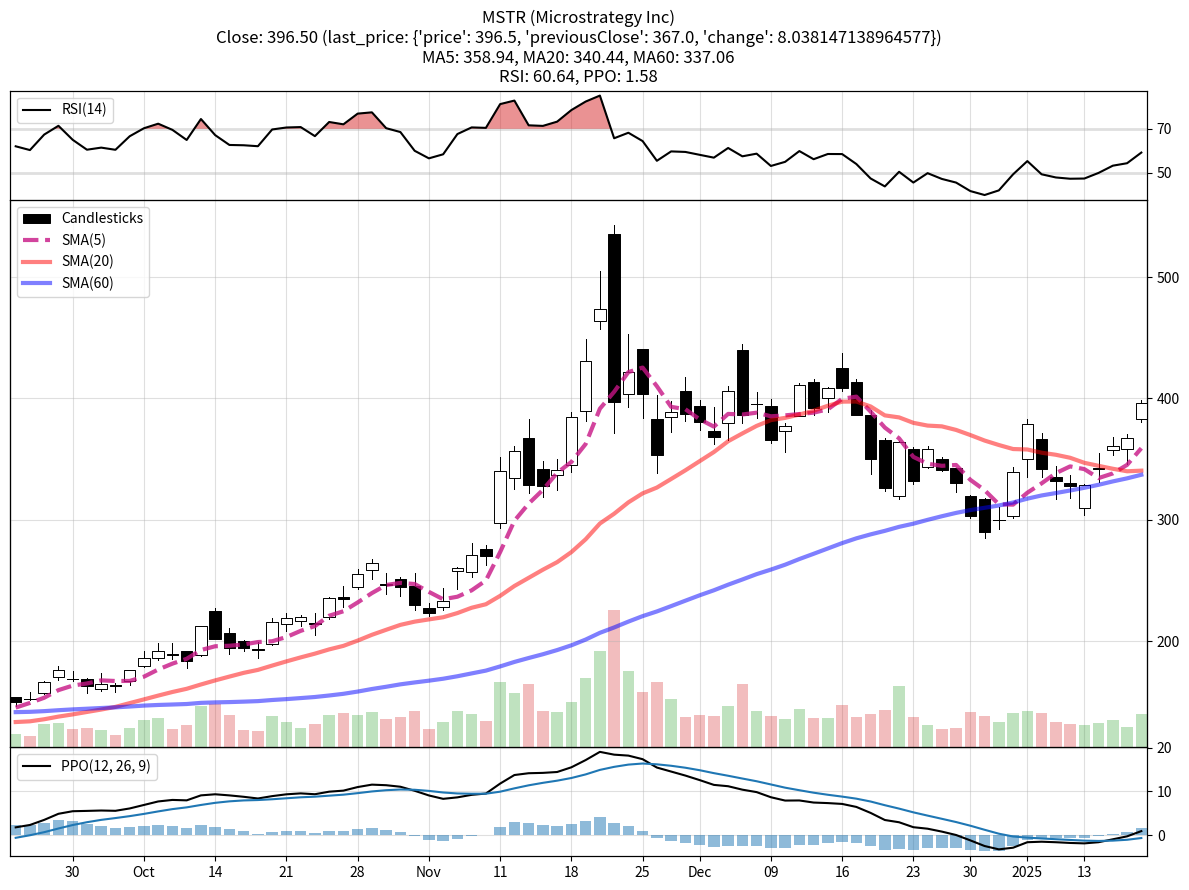 MSTR (Microstrategy Inc)
Close: 396.50 (last_price: {'price': 396.5, 'previousClose': 367.0, 'change': 8.038147138964577})
MA5: 358.94, MA20: 340.44, MA60: 337.06
RSI: 60.64, PPO: 1.58
RSI(14)
70
50
Candlesticks
SMA(5)
SMA(20)
SMA(60)
500
400
300
200
PPO(12, 26, 9)
20
10
0
30 Oct 14 21 28 Nov 11 18 25 Dec 09 16 23 30 2025 13